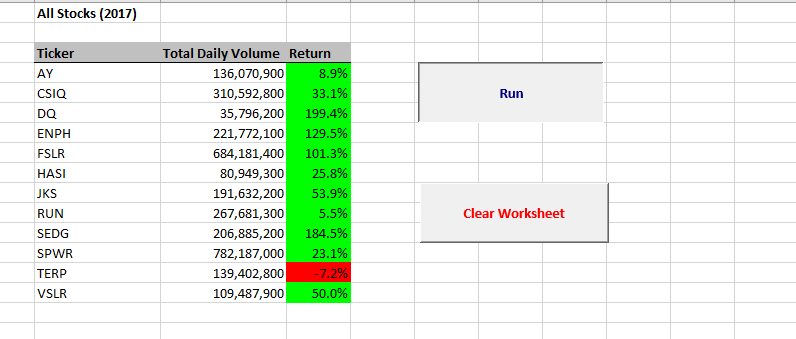 All Stocks (2017)
Ticker Total Daily Volume Return
AY 136,070,900 8.9%
CSIQ 310,592,800 33.1%
DQ 35,796,200 199.4%
ENPH 221,772,100 129.5%
FSLR 684,181,400 101.3%
HASI 80,949,300 25.8%
JKS 191,632,200 53.9%
RUN 267,681,300 5.5%
SEDG 206,885,200 184.5%
SPWR 782,187,000 23.1%
TERP 139,402,800 -7.2%
VSLR 109,487,900 50.0%
Run
Clear Worksheet